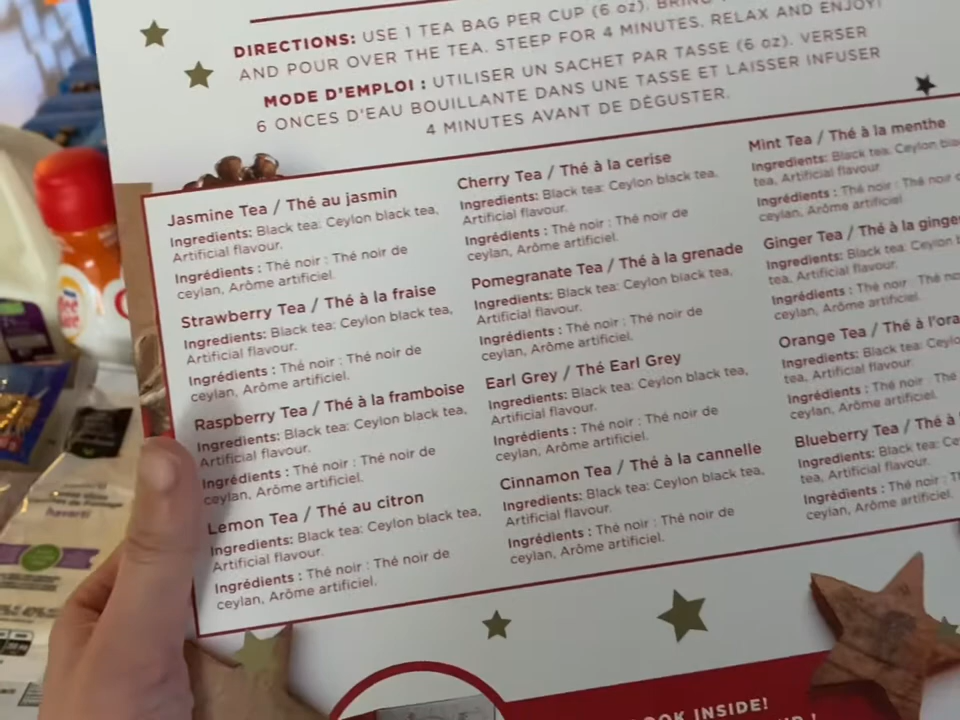 DIRECTIONS: USE 1 TEA BAG PER CUP (6 oz). BRING
AND POUR OVER THE TEA. STEEP FOR 4 MINUTES. RELAX AND ENJOY!
MODE D'EMPLOI : UTILISER UN SACHET PAR TASSE (6 oz). VERSER
6 ONCES D'EAU BOUILLANTE DANS UNE TASSE ET LAISSER INFUSER
4 MINUTES AVANT DE DÉGUSTER.
Jasmine Tea / Thé au jasmin
Ingredients: Black tea: Ceylon black tea,
Artificial flavour.
Ingrédients : Thé noir : Thé noir de
ceylan, Arôme artificiel.
Strawberry Tea / Thé à la fraise
Ingredients: Black tea: Ceylon black tea,
Artificial flavour.
Ingrédients : Thé noir : Thé noir de
ceylan, Arôme artificiel.
Raspberry Tea / Thé à la framboise
Ingredients: Black tea: Ceylon black tea,
Artificial flavour.
Ingrédients : Thé noir : Thé noir de
ceylan, Arôme artificiel.
Lemon Tea / Thé au citron
Ingredients: Black tea: Ceylon black tea,
Artificial flavour.
Ingrédients : Thé noir : Thé noir de
ceylan, Arôme artificiel.
Cherry Tea / Thé à la cerise
Ingredients: Black tea: Ceylon black tea,
Artificial flavour.
Ingrédients : Thé noir : Thé noir de
ceylan, Arôme artificiel.
Pomegranate Tea / Thé à la grenade
Ingredients: Black tea: Ceylon black tea,
Artificial flavour.
Ingrédients : Thé noir : Thé noir de
ceylan, Arôme artificiel.
Earl Grey / Thé Earl Grey
Ingredients: Black tea: Ceylon black tea,
Artificial flavour.
Ingrédients : Thé noir : Thé noir de
ceylan, Arôme artificiel.
Cinnamon Tea / Thé à la cannelle
Ingredients: Black tea: Ceylon black tea,
Artificial flavour.
Ingrédients : Thé noir : Thé noir de
ceylan, Arôme artificiel.
Mint Tea / Thé à la menthe
Ingredients: Black tea: Ceylon
tea, Artificial flavour.
Ingrédients : Thé noir : Thé noir
ceylan, Arôme artificiel.
Ginger Tea / Thé à la
Ingredients: Black tea: Ceylon
tea, Artificial flavour.
Ingrédients : Thé noir : Thé
ceylan, Arôme artificiel.
Orange Tea / Thé à
Ingredients: Black tea:
tea, Artificial flavour.
Ingrédients : Thé noir : Thé
ceylan, Arôme artificiel.
Blueberry Tea / Thé à
Ingredients: Black tea:
tea, Artificial flavour.
Ingrédients : Thé noir :
ceylan, Arôme artificiel.
INSIDE!
havarti